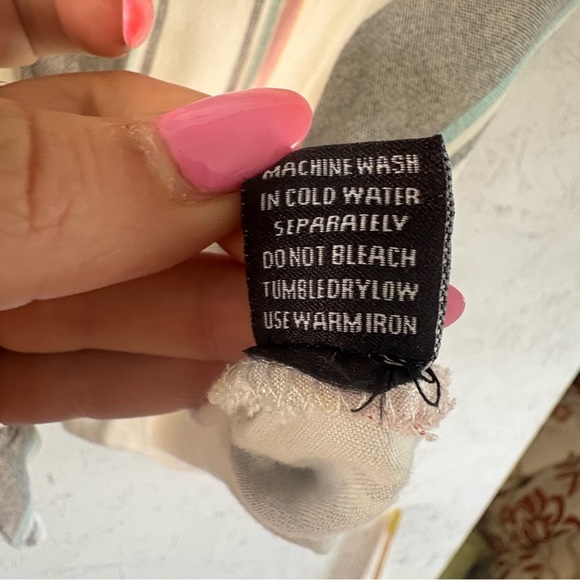 MACHINE WASH
IN COLD WATER
SEPARATELY
DO NOT BLEACH
TUMBLE DRY LOW
USE WARM IRON